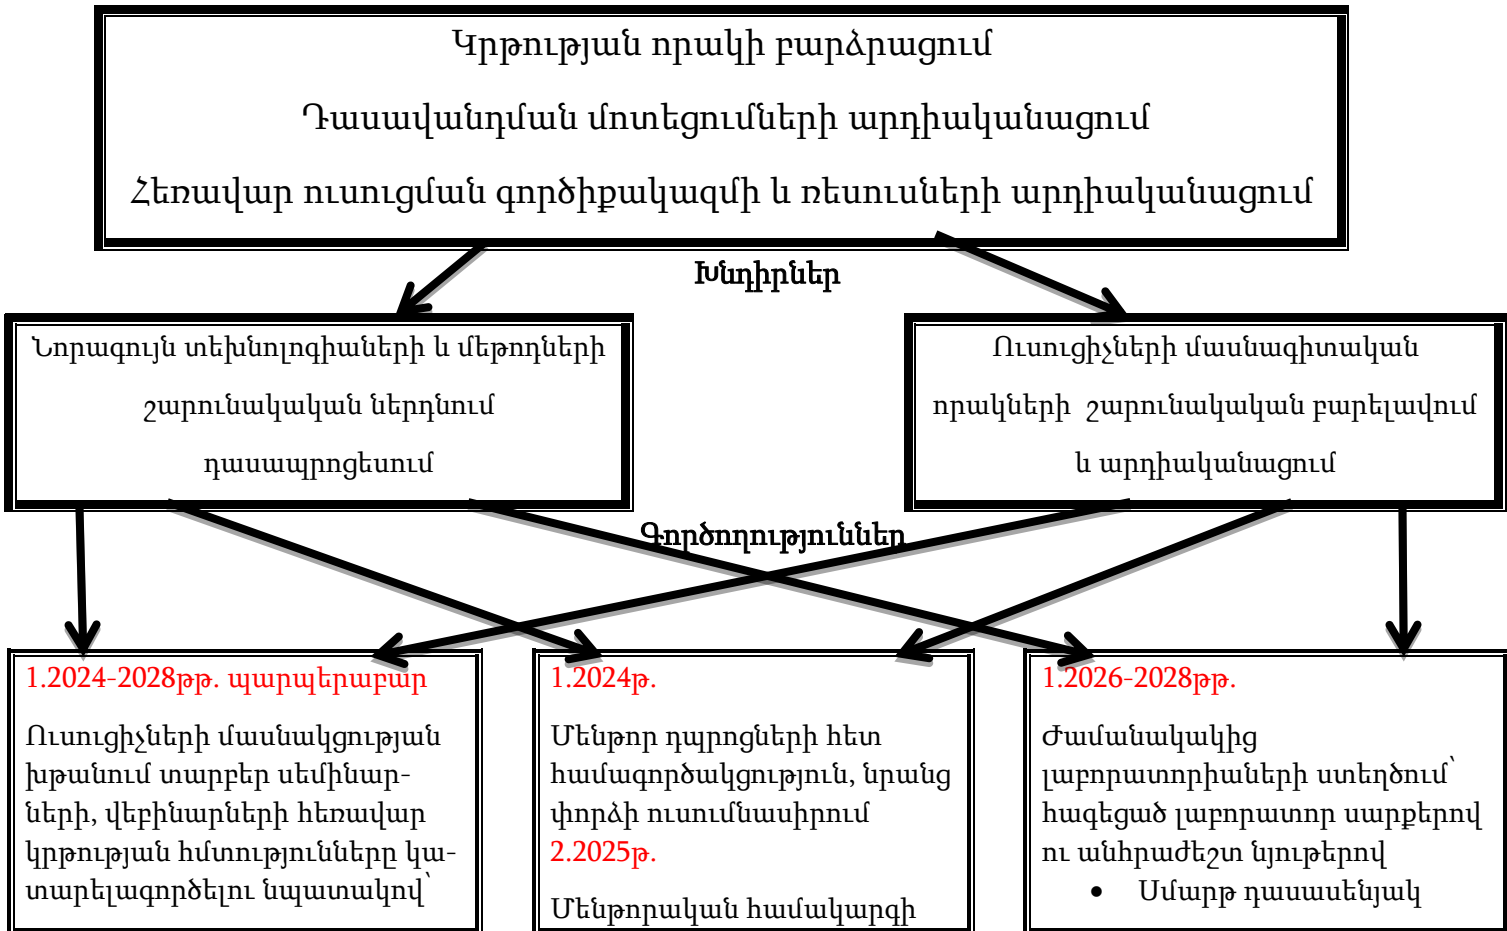 Կրթության որակի բարձրացում
Դասավանդման մոտեցումների արդիականացում
Հեռավար ուսուցման գործիքակազմի և ռեսուսների արդիականացում
Խնդիրներ
Նորագույն տեխնոլոգիաների և մեթոդների
շարունակական ներդնում
դասապրոցեսում
Ուսուցիչների մասնագիտական
որակների շարունակական բարելավում
և արդիականացում
Գործողություններ
1.2024-2028թթ. պարպերաբար
Ուսուցիչների մասնակցության
խթանում տարբեր սեմինար-
ների, վեբինարների հեռավար
կրթության հմտությունները կա-
տարելագործելու նպատակով՝
1.2024թ.
Մենթոր դպրոցների հետ
համագործակցություն, նրանց
փորձի ուսումնասիրում
2.2025թ.
Մենթորական համակարգի
1.2026-2028թթ.
Ժամանակակից
լաբորատորիաների ստեղծում՝
հագեցած լաբորատոր սարքերով
ու անհրաժեշտ նյութերով
• Սմարթ դասասենյակ